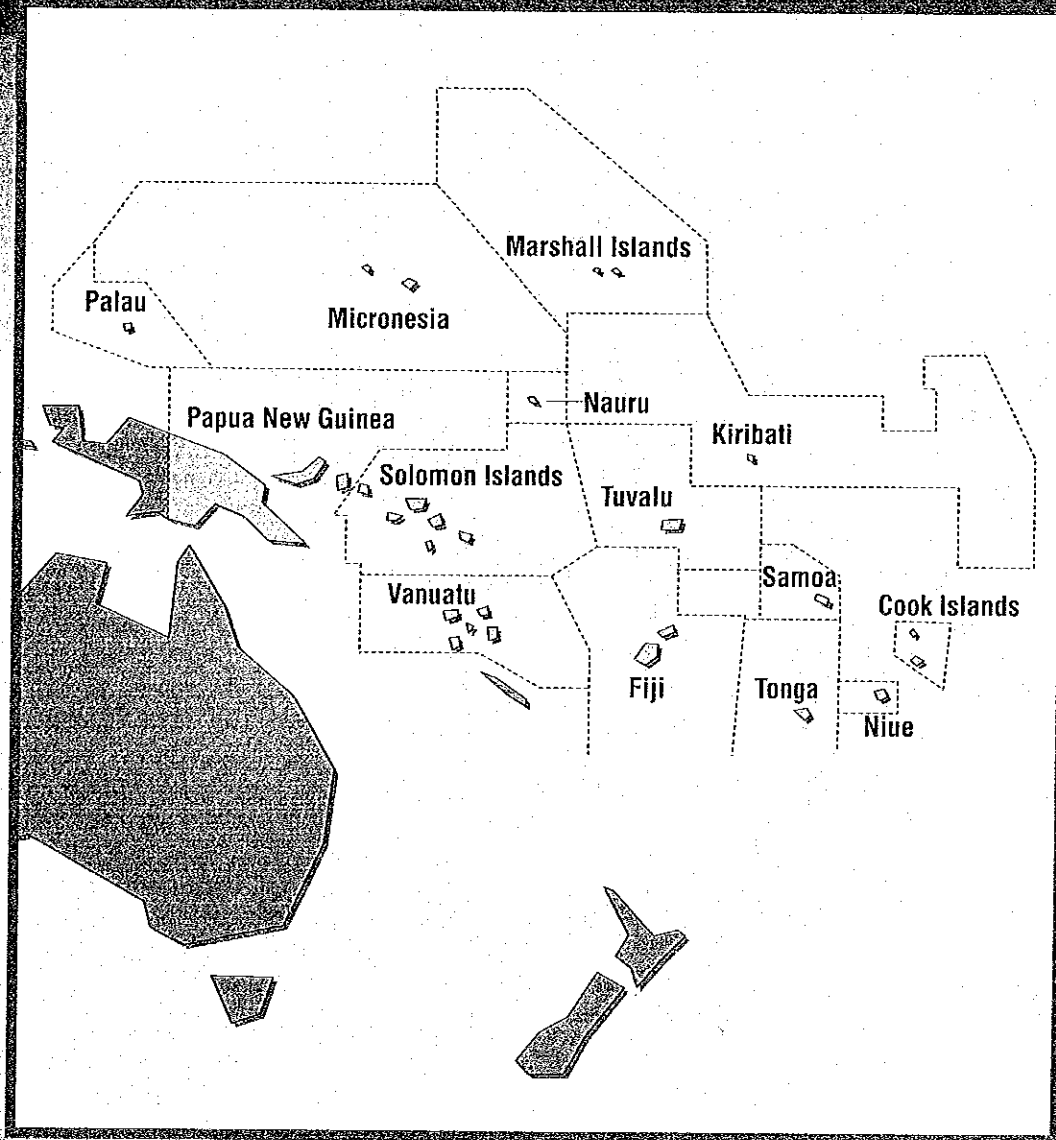 Marshall Islands
Palau
Micronesia
Nauru
Papua New Guinea
Kiribati
Solomon Islands
Tuvalu
Samoa
Vanuatu
Cook Islands
Fiji
Tonga
Niue